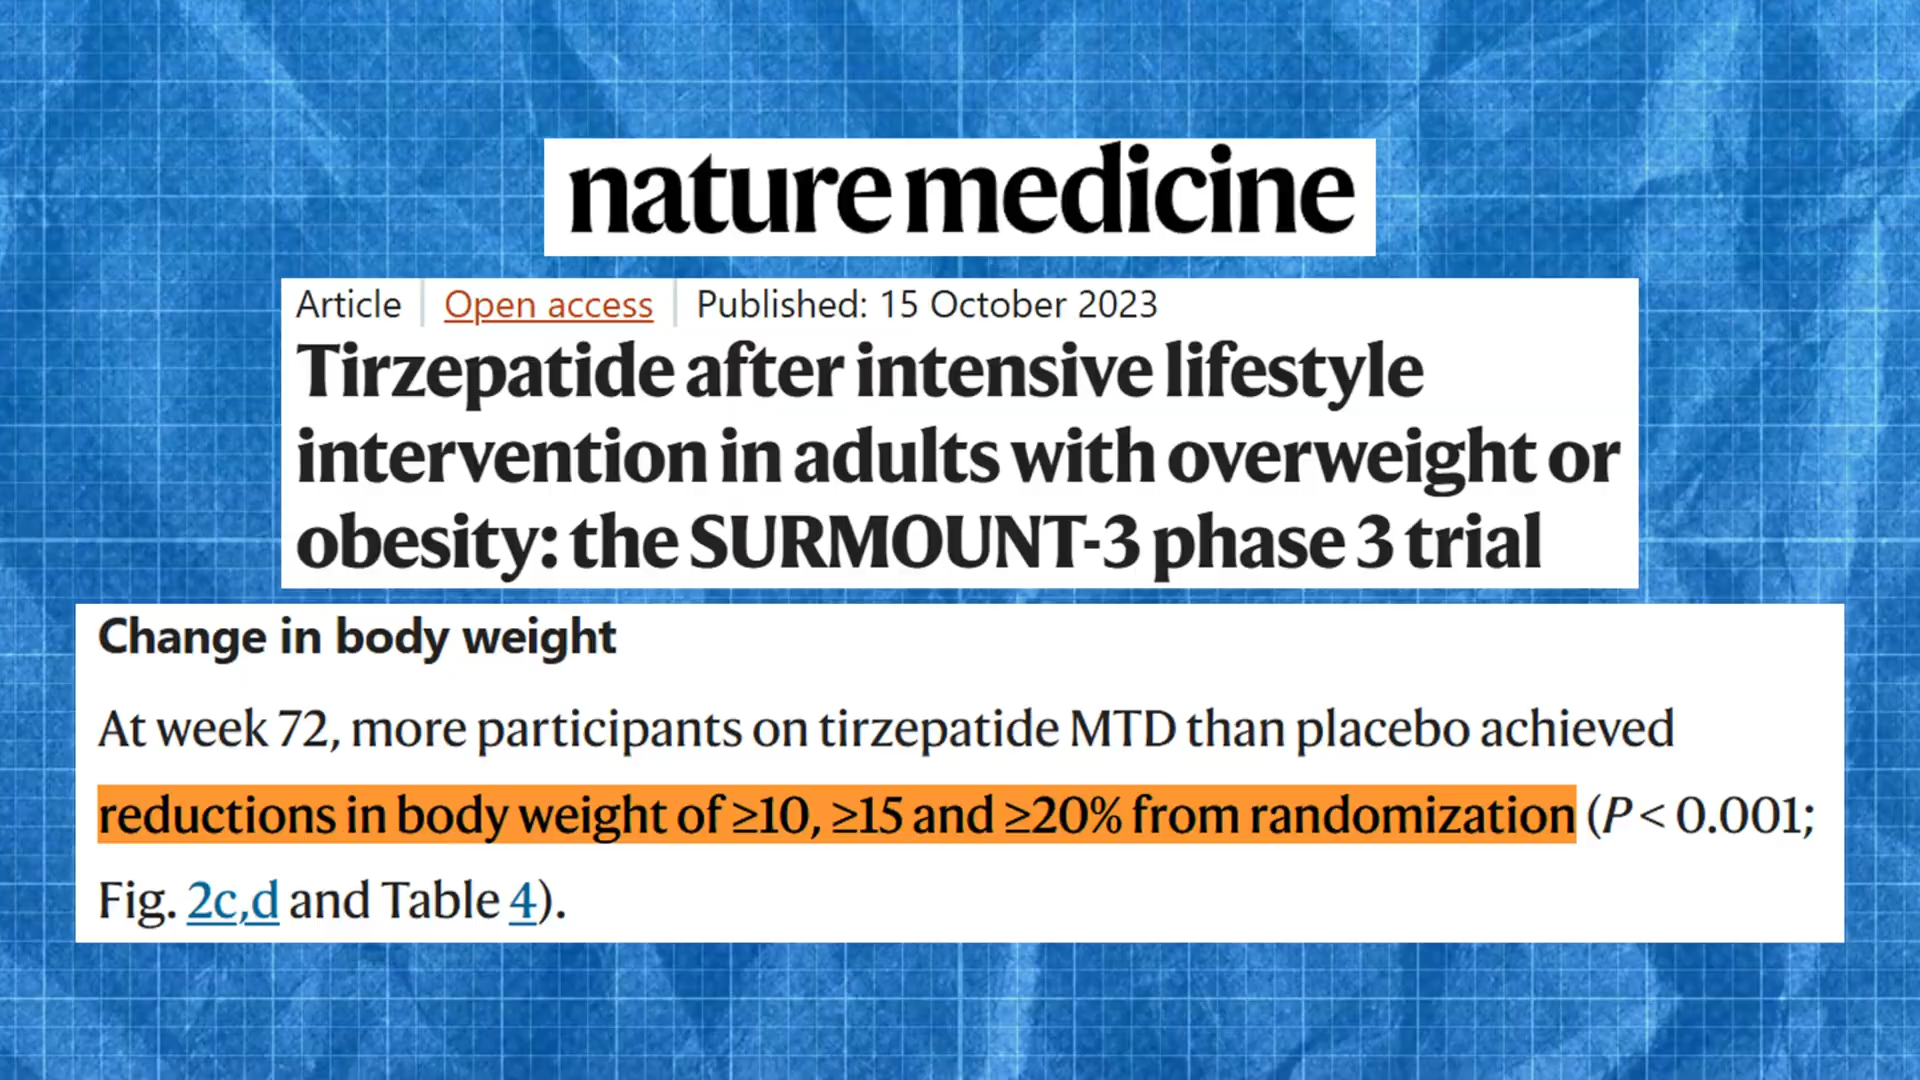 nature medicine
Article | Open access | Published: 15 October 2023
Tirzepatide after intensive lifestyle
intervention in adults with overweight or
obesity: the SURMOUNT-3 phase 3 trial
Change in body weight
At week 72, more participants on tirzepatide MTD than placebo achieved
reductions in body weight of ≥10, ≥15 and ≥20% from randomization (P < 0.001;
Fig. 2c,d and Table 4).